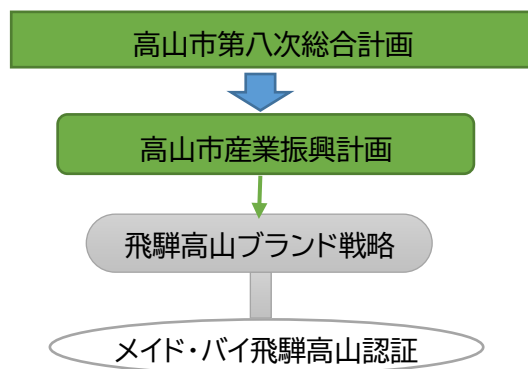 高山市第八次総合計画
高山市産業振興計画
飛騨高山ブランド戦略
メイド・バイ飛騨高山認証